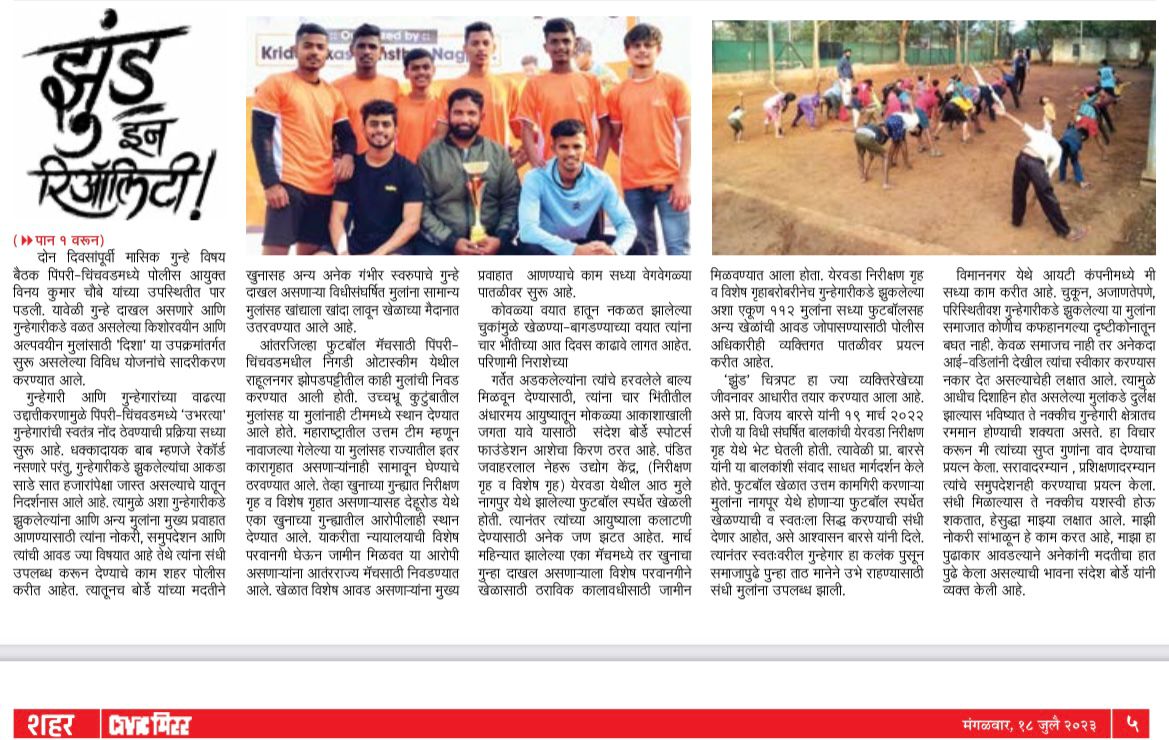 झुंड
इन
रिॲलिटी!
Organized by
(▶▶पान १ वरून)
दोन दिवसांपूर्वी मासिक गुन्हे विषय
बैठक पिंपरी-चिंचवडमध्ये पोलीस आयुक्त
विनय कुमार चौबे यांच्या उपस्थितीत पार
पडली. यावेळी गुन्हे दाखल असणारे आणि
गुन्हेगारीकडे वळत असलेल्या किशोरवयीन आणि
अल्पवयीन मुलांसाठी 'दिशा' या उपक्रमांतर्गत
सुरू असलेल्या विविध योजनांचे सादरीकरण
करण्यात आले.
गुन्हेगारी आणि गुन्हेगारांच्या वाढत्या
उद्दात्तीकरणामुळे पिंपरी-चिंचवडमध्ये 'उभरत्या'
गुन्हेगारांची स्वतंत्र नोंद ठेवण्याची प्रक्रिया सध्या
सुरू आहे. धक्कादायक बाब म्हणजे रेकॉर्ड
नसणारे परंतु, गुन्हेगारीकडे झुकलेल्यांचा आकडा
साडे सात हजारांपेक्षा जास्त असल्याचे यातून
निदर्शनास आले आहे. त्यामुळे अशा गुन्हेगारीकडे
झुकलेल्यांना आणि अन्य मुलांना मुख्य प्रवाहात
आणण्यासाठी त्यांना नोकरी, समुपदेशन आणि
त्यांची आवड ज्या विषयात आहे तेथे त्यांना संधी
उपलब्ध करून देण्याचे काम शहर पोलीस
करीत आहेत. त्यातूनच बोर्डे यांच्या मदतीने
खुनासह अन्य अनेक गंभीर स्वरुपाचे गुन्हे
दाखल असणाऱ्या विधीसंघर्षित मुलांना सामान्य
मुलांसह खांद्याला खांदा लावून खेळाच्या मैदानात
उतरवण्यात आले आहे.
आंतरजिल्हा फुटबॉल मॅचसाठी पिंपरी-
चिंचवडमधील निगडी ओटास्कीम येथील
राहूलनगर झोपडपट्टीतील काही मुलांची निवड
करण्यात आली होती. उच्चभ्रू कुटुंबातील
मुलांसह या मुलांनाही टीममध्ये स्थान देण्यात
आले होते. महाराष्ट्रातील उत्तम टीम म्हणून
नावाजल्या गेलेल्या या मुलांसह राज्यातील इतर
कारागृहात असणाऱ्यांनाही सामावून घेण्याचे
ठरवण्यात आले. तेव्हा खुनाच्या गुन्ह्यात निरीक्षण
गृह व विशेष गृहात असणाऱ्यासह देहूरोड येथे
एका खुनाच्या गुन्ह्यातील आरोपीलाही स्थान
देण्यात आले. याकरीता न्यायालयाची विशेष
परवानगी घेऊन जामीन मिळवत या आरोपी
असणाऱ्यांना आतंरराज्य मॅचसाठी निवडण्यात
आले. खेळात विशेष आवड असणाऱ्यांना मुख्य
प्रवाहात आणण्याचे काम सध्या वेगवेगळ्या
पातळीवर सुरू आहे.
कोवळ्या वयात हातून नकळत झालेल्या
चुकांमुळे खेळण्या-बागडण्याच्या वयात त्यांना
चार भींतीच्या आत दिवस काढावे लागत आहेत.
परिणामी निराशेच्या
गर्तेत अडकलेल्यांना त्यांचे हरवलेले बाल्य
मिळवून देण्यासाठी, त्यांना चार भिंतीतील
अंधारमय आयुष्यातून मोकळ्या आकाशाखाली
जगता यावे यासाठी संदेश बोर्डे स्पोटर्स
फाउंडेशन आशेचा किरण ठरत आहे. पंडित
जवाहरलाल नेहरू उद्योग केंद्र, (निरीक्षण
गृह व विशेष गृह) येरवडा येथील आठ मुले
नागपूर येथे झालेल्या फुटबॉल स्पर्धेत खेळली
होती. त्यानंतर त्यांच्या आयुष्याला कलाटणी
देण्यासाठी अनेक जण झटत आहेत. मार्च
महिन्यात झालेल्या एका मॅचमध्ये तर खुनाचा
गुन्हा दाखल असणाऱ्याला विशेष परवानगीने
खेळासाठी ठराविक कालावधीसाठी जामीन
मिळवण्यात आला होता. येरवडा निरीक्षण गृह
व विशेष गृहाबरोबरीनेच गुन्हेगारीकडे झुकलेल्या
अशा एकूण ११२ मुलांना सध्या फुटबॉलसह
अन्य खेळांची आवड जोपासण्यासाठी पोलीस
अधिकारीही व्यक्तिगत पातळीवर प्रयत्न
करीत आहेत.
'झुंड' चित्रपट हा ज्या व्यक्तिरेखेच्या
जीवनावर आधारीत तयार करण्यात आला आहे.
असे प्रा. विजय बारसे यांनी १९ मार्च २०२२
रोजी या विधी संघर्षित बालकांची येरवडा निरीक्षण
गृह येथे भेट घेतली होती. त्यावेळी प्रा. बारसे
यांनी या बालकांशी संवाद साधत मार्गदर्शन केले
होते. फुटबॉल खेळात उत्तम कामगिरी करणाऱ्या
मुलांना नागपूर येथे होणाऱ्या फुटबॉल स्पर्धेत
खेळण्याची व स्वतःला सिद्ध करण्याची संधी
देणार आहोत, असे आश्वासन बारसे यांनी दिले.
त्यानंतर स्वतःवरील गुन्हेगार हा कलंक पुसून
समाजापुढे पुन्हा ताठ मानेने उभे राहण्यासाठी
संधी मुलांना उपलब्ध झाली.
विमाननगर येथे आयटी कंपनीमध्ये मी
सध्या काम करीत आहे. चुकून, अजाणतेपणे,
परिस्थितीवश गुन्हेगारीकडे झुकलेल्या या मुलांना
समाजात कोणीच कफहानगल्या दृष्टीकोनातून
बघत नाही. केवळ समाजच नाही तर अनेकदा
आई-वडिलांनी देखील त्यांचा स्वीकार करण्यास
नकार देत असल्याचेही लक्षात आले. त्यामुळे
आधीच दिशाहिन होत असलेल्या मुलांकडे दुर्लक्ष
झाल्यास भविष्यात ते नक्कीच गुन्हेगारी क्षेत्रातच
रममान होण्याची शक्यता असते. हा विचार
करून मी त्यांच्या सुप्त गुणांना वाव देण्याचा
प्रयत्न केला. सरावादरम्यान , प्रशिक्षणादरम्यान
त्यांचे समुपदेशनही करण्याचा प्रयत्न केला.
संधी मिळाल्यास ते नक्कीच यशस्वी होऊ
शकतात, हेसुद्धा माझ्या लक्षात आले. माझी
नोकरी सांभाळून हे काम करत आहे, माझा हा
पुढाकार आवडल्याने अनेकांनी मदतीचा हात
पुढे केला असल्याची भावना संदेश बोर्डे यांनी
व्यक्त केली आहे.
शहर civic मिरर मंगळवार, १८ जुलै २०२३ ५